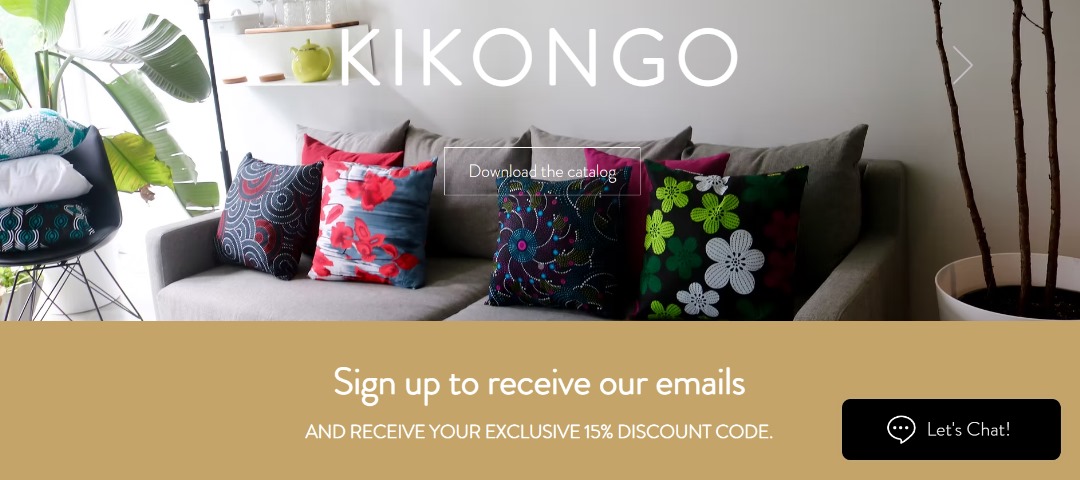 KIKONGO
Download the catalog
Sign up to receive our emails
AND RECEIVE YOUR EXCLUSIVE 15% DISCOUNT CODE.
Let's Chat!